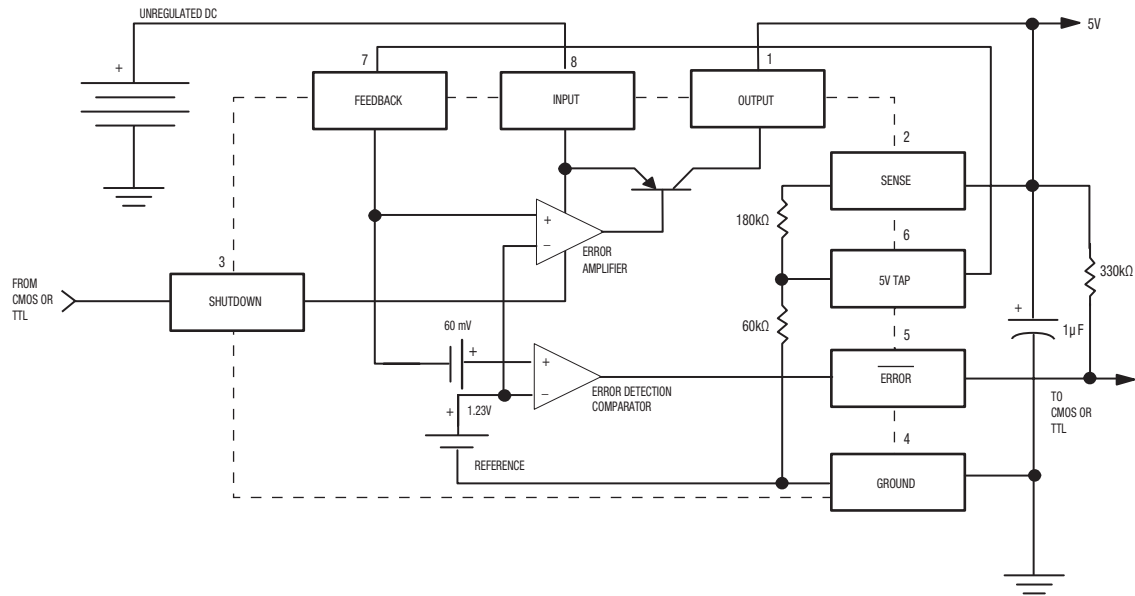 UNREGULATED DC
+
5V
7
8
1
FEEDBACK
INPUT
OUTPUT
2
SENSE
180kΩ
+
−
ERROR
AMPLIFIER
6
5V TAP
330kΩ
FROM
CMOS OR
TTL
3
SHUTDOWN
60kΩ
60 mV
+
+
−
ERROR DETECTION
COMPARATOR
+
1µF
5
ERROR
TO
CMOS OR
TTL
+
1.23V
REFERENCE
4
GROUND